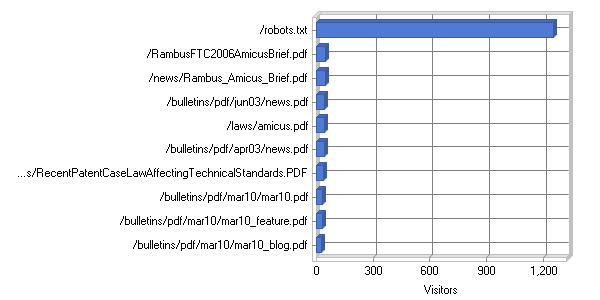 /robots.txt
/RambusFTC2006AmicusBrief.pdf
/news/Rambus_Amicus_Brief.pdf
/bulletins/pdf/jun03/news.pdf
/laws/amicus.pdf
/bulletins/pdf/apr03/news.pdf
...s/RecentPatentCaseLawAffectingTechnicalStandards.PDF
/bulletins/pdf/mar10/mar10.pdf
/bulletins/pdf/mar10/mar10_feature.pdf
/bulletins/pdf/mar10/mar10_blog.pdf
0 300 600 900 1,200
Visitors